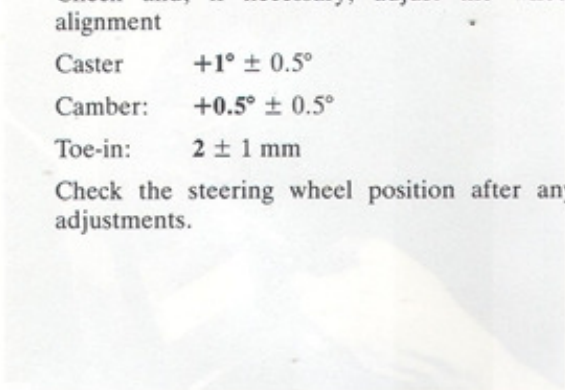 alignment
Caster +1° ± 0.5°
Camber: +0.5° ± 0.5°
Toe-in: 2 ± 1 mm
Check the steering wheel position after
adjustments.